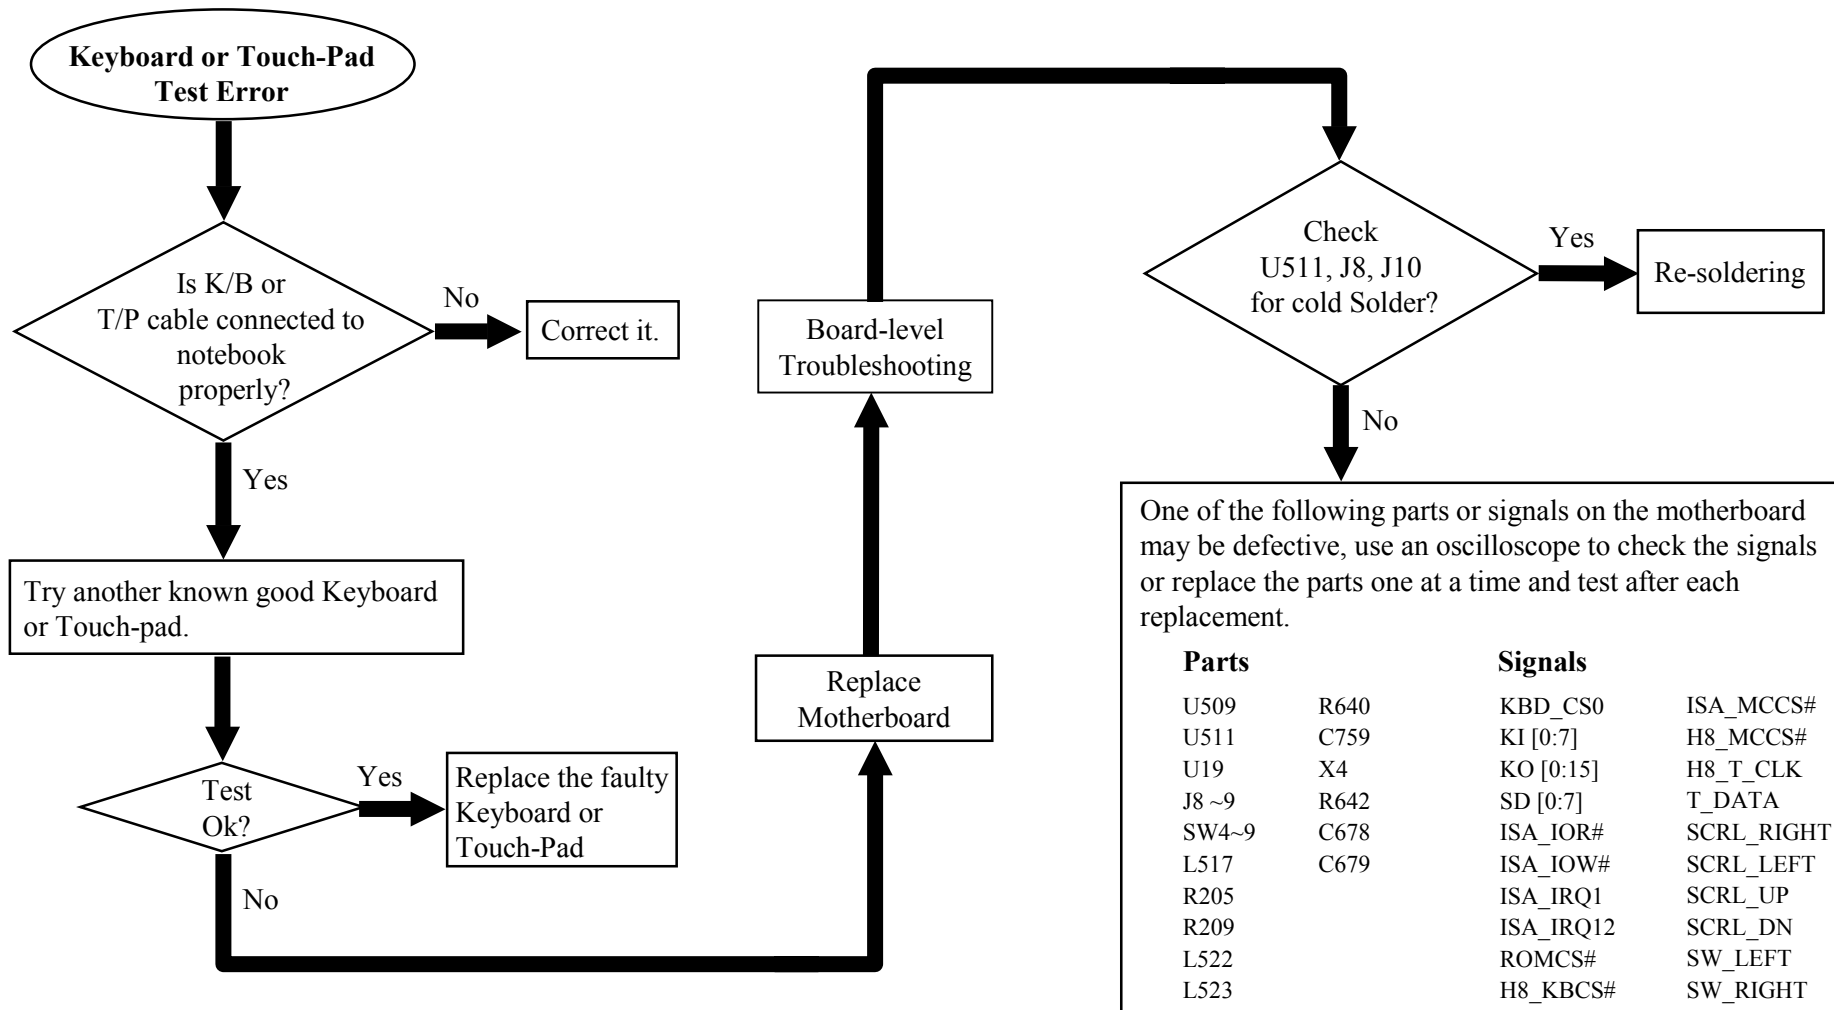 Keyboard or Touch-Pad
Test Error
Is K/B or
T/P cable connected to
notebook
properly?
No
Correct it.
Yes
Try another known good Keyboard
or Touch-pad.
Test
Ok?
Yes
Replace the faulty
Keyboard or
Touch-Pad
No
Replace
Motherboard
Board-level
Troubleshooting
Check
U511, J8, J10
for cold Solder?
Yes
Re-soldering
No
One of the following parts or signals on the motherboard
may be defective, use an oscilloscope to check the signals
or replace the parts one at a time and test after each
replacement.
Parts Signals
U509 R640 KBD_CS0 ISA_MCCS#
U511 C759 KI [0:7] H8_MCCS#
U19 X4 KO [0:15] H8_T_CLK
J8 ~9 R642 SD [0:7] T_DATA
SW4~9 C678 ISA_IOR# SCRL_RIGHT
L517 C679 ISA_IOW# SCRL_LEFT
R205 ISA_IRQ1 SCRL_UP
R209 ISA_IRQ12 SCRL_DN
L522 ROMCS# SW_LEFT
L523 H8_KBCS# SW_RIGHT